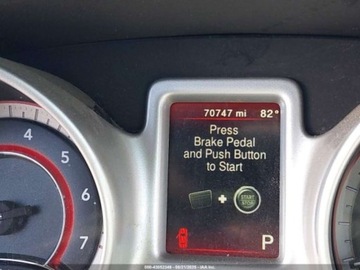 70747 mi 82°
Press
Brake Pedal
and Push Button
to Start
+
START
STOP
P
4
5
6
7